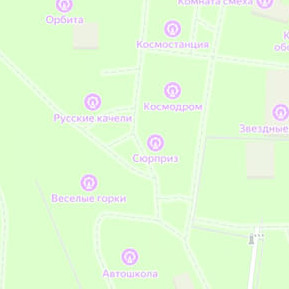 Комната смеха
Орбита
Космостанция
Космодром
Русские качели
Звездные
Сюрприз
Веселые горки
Автошкола